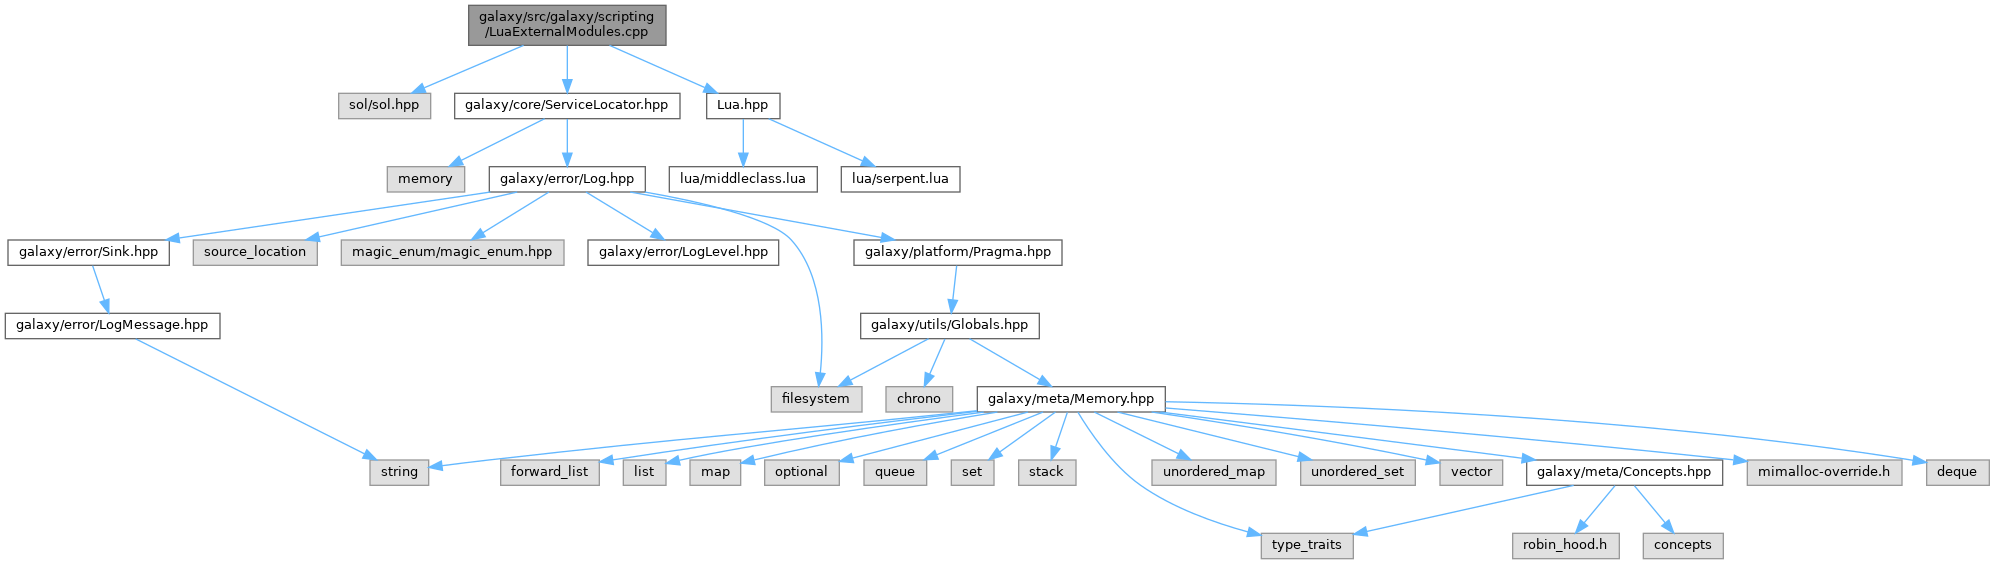 galaxy/src/galaxy/scripting
/LuaExternalModules.cpp
sol/sol.hpp
galaxy/core/ServiceLocator.hpp
Lua.hpp
memory
galaxy/error/Log.hpp
lua/middleclass.lua
lua/serpent.lua
galaxy/error/Sink.hpp
source_location
magic_enum/magic_enum.hpp
galaxy/error/LogLevel.hpp
galaxy/platform/Pragma.hpp
galaxy/error/LogMessage.hpp
galaxy/utils/Globals.hpp
filesystem
chrono
galaxy/meta/Memory.hpp
string
forward_list
list
map
optional
queue
set
stack
unordered_map
unordered_set
vector
galaxy/meta/Concepts.hpp
mimalloc-override.h
deque
type_traits
robin_hood.h
concepts